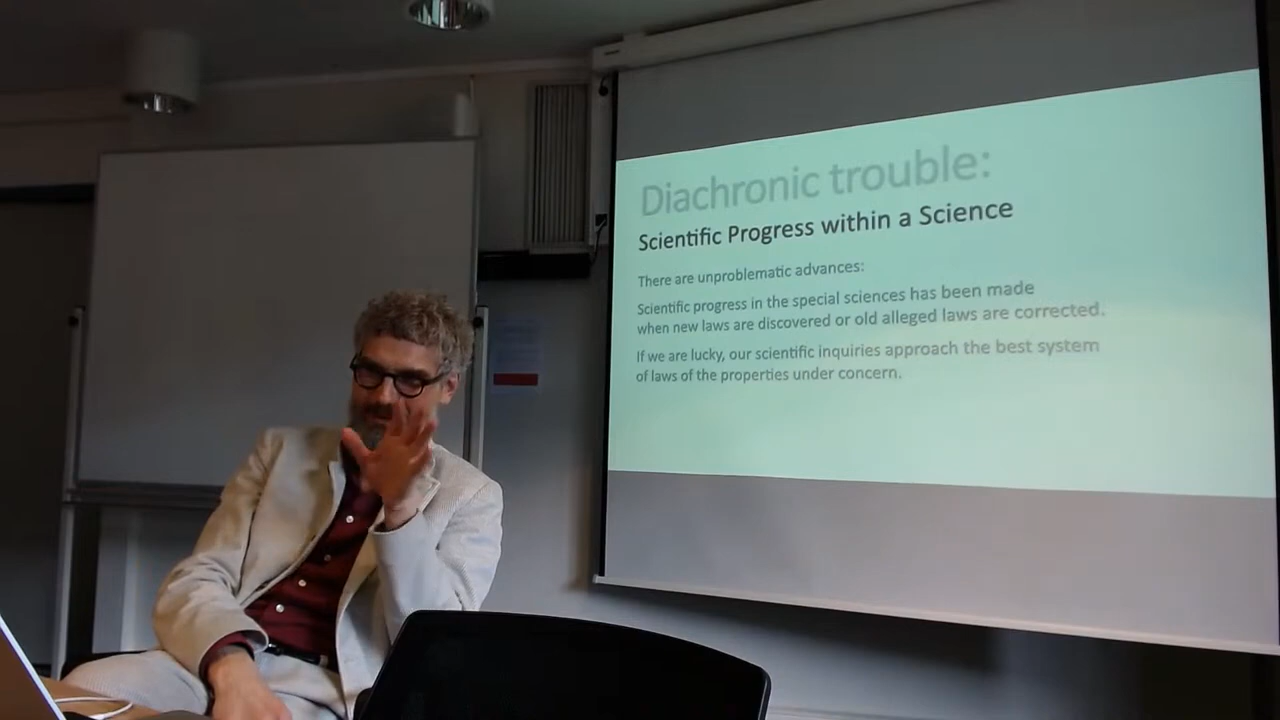 Diachronic trouble:
Scientific Progress within a Science
There are unproblematic advances:
Scientific progress in the special sciences has been made
when new laws are discovered or old alleged laws are corrected.
If we are lucky, our scientific inquiries approach the best system
of laws of the properties under concern.